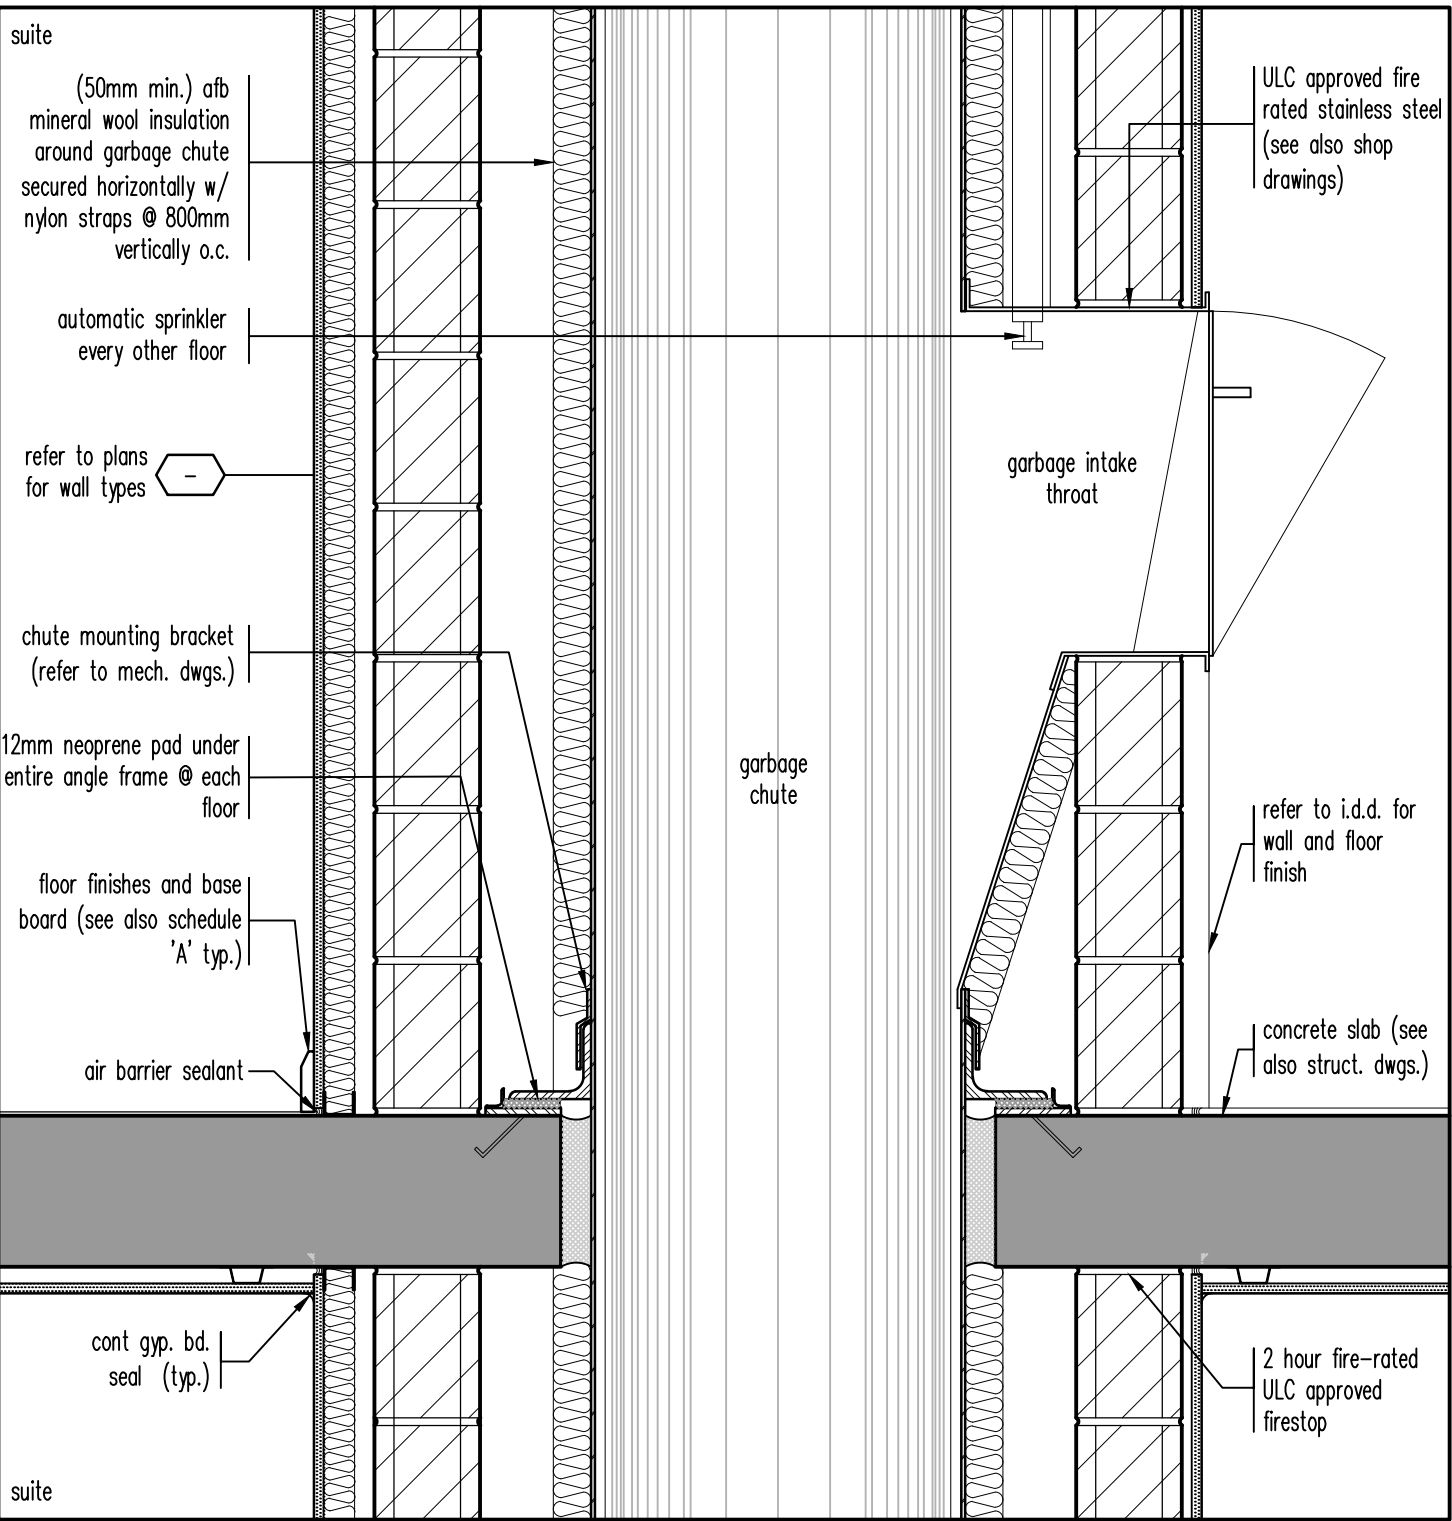 suite
(50mm min.) afb
mineral wool insulation
around garbage chute
secured horizontally w/
nylon straps @ 800mm
vertically o.c.
automatic sprinkler
every other floor
refer to plans
for wall types
-
chute mounting bracket
(refer to mech. dwgs.)
12mm neoprene pad under
entire angle frame @ each
floor
floor finishes and base
board (see also schedule
'A' typ.)
air barrier sealant
cont gyp. bd.
seal (typ.)
suite
garbage
chute
garbage intake
throat
ULC approved fire
rated stainless steel
(see also shop
drawings)
refer to i.d.d. for
wall and floor
finish
concrete slab (see
also struct. dwgs.)
2 hour fire-rated
ULC approved
firestop